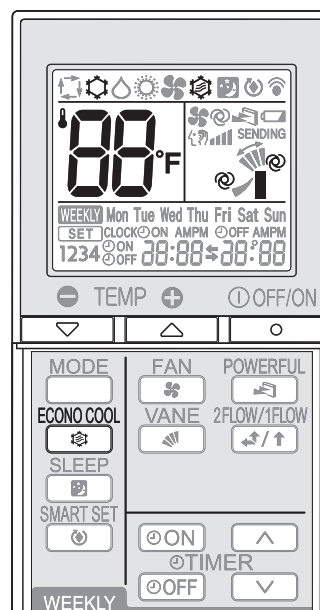 88°F
SENDING
WEEKLY Mon Tue Wed Thu Fri Sat Sun
SET CLOCK ON AMPM OFF AMPM
1234 ON OFF 38:88 38:88
TEMP OFF/ON
MODE FAN POWERFUL
ECONO COOL VANE 2FLOW/1FLOW
SLEEP
SMART SET
ON
TIMER
OFF
WEEKLY